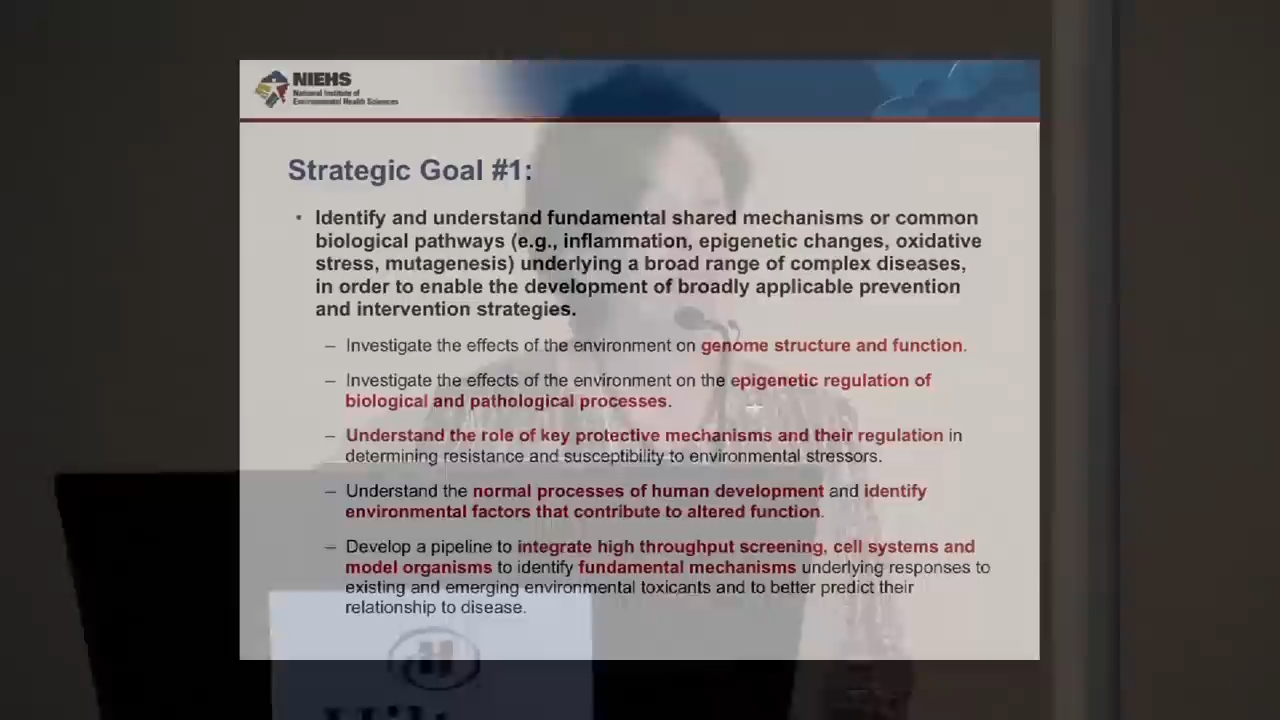 NIEHS
National Institute of
Environmental Health Sciences
Strategic Goal #1:
• Identify and understand fundamental shared mechanisms or common
biological pathways (e.g., inflammation, epigenetic changes, oxidative
stress, mutagenesis) underlying a broad range of complex diseases,
in order to enable the development of broadly applicable prevention
and intervention strategies.
– Investigate the effects of the environment on genome structure and function.
– Investigate the effects of the environment on the epigenetic regulation of
biological and pathological processes.
– Understand the role of key protective mechanisms and their regulation in
determining resistance and susceptibility to environmental stressors.
– Understand the normal processes of human development and identify
environmental factors that contribute to altered function.
– Develop a pipeline to integrate high throughput screening, cell systems and
model organisms to identify fundamental mechanisms underlying responses to
existing and emerging environmental toxicants and to better predict their
relationship to disease.
H